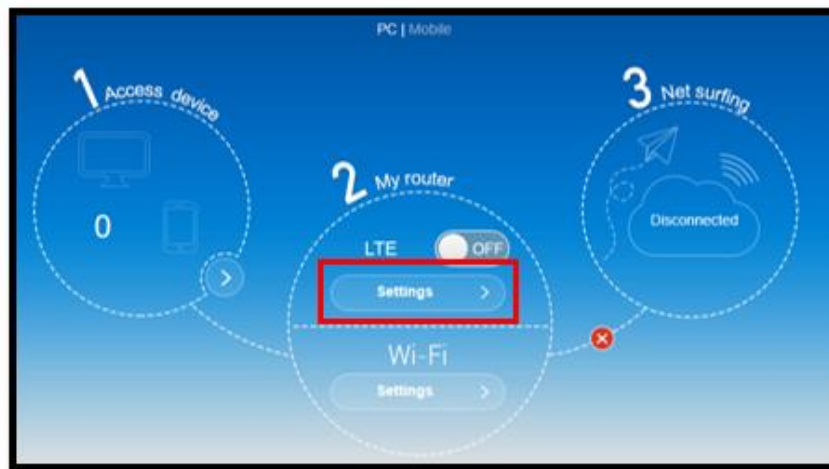 PC | Mobile
1 Access device
0
2 My router
LTE OFF
Settings >
Wi-Fi
Settings >
3 Net surfing
Disconnected